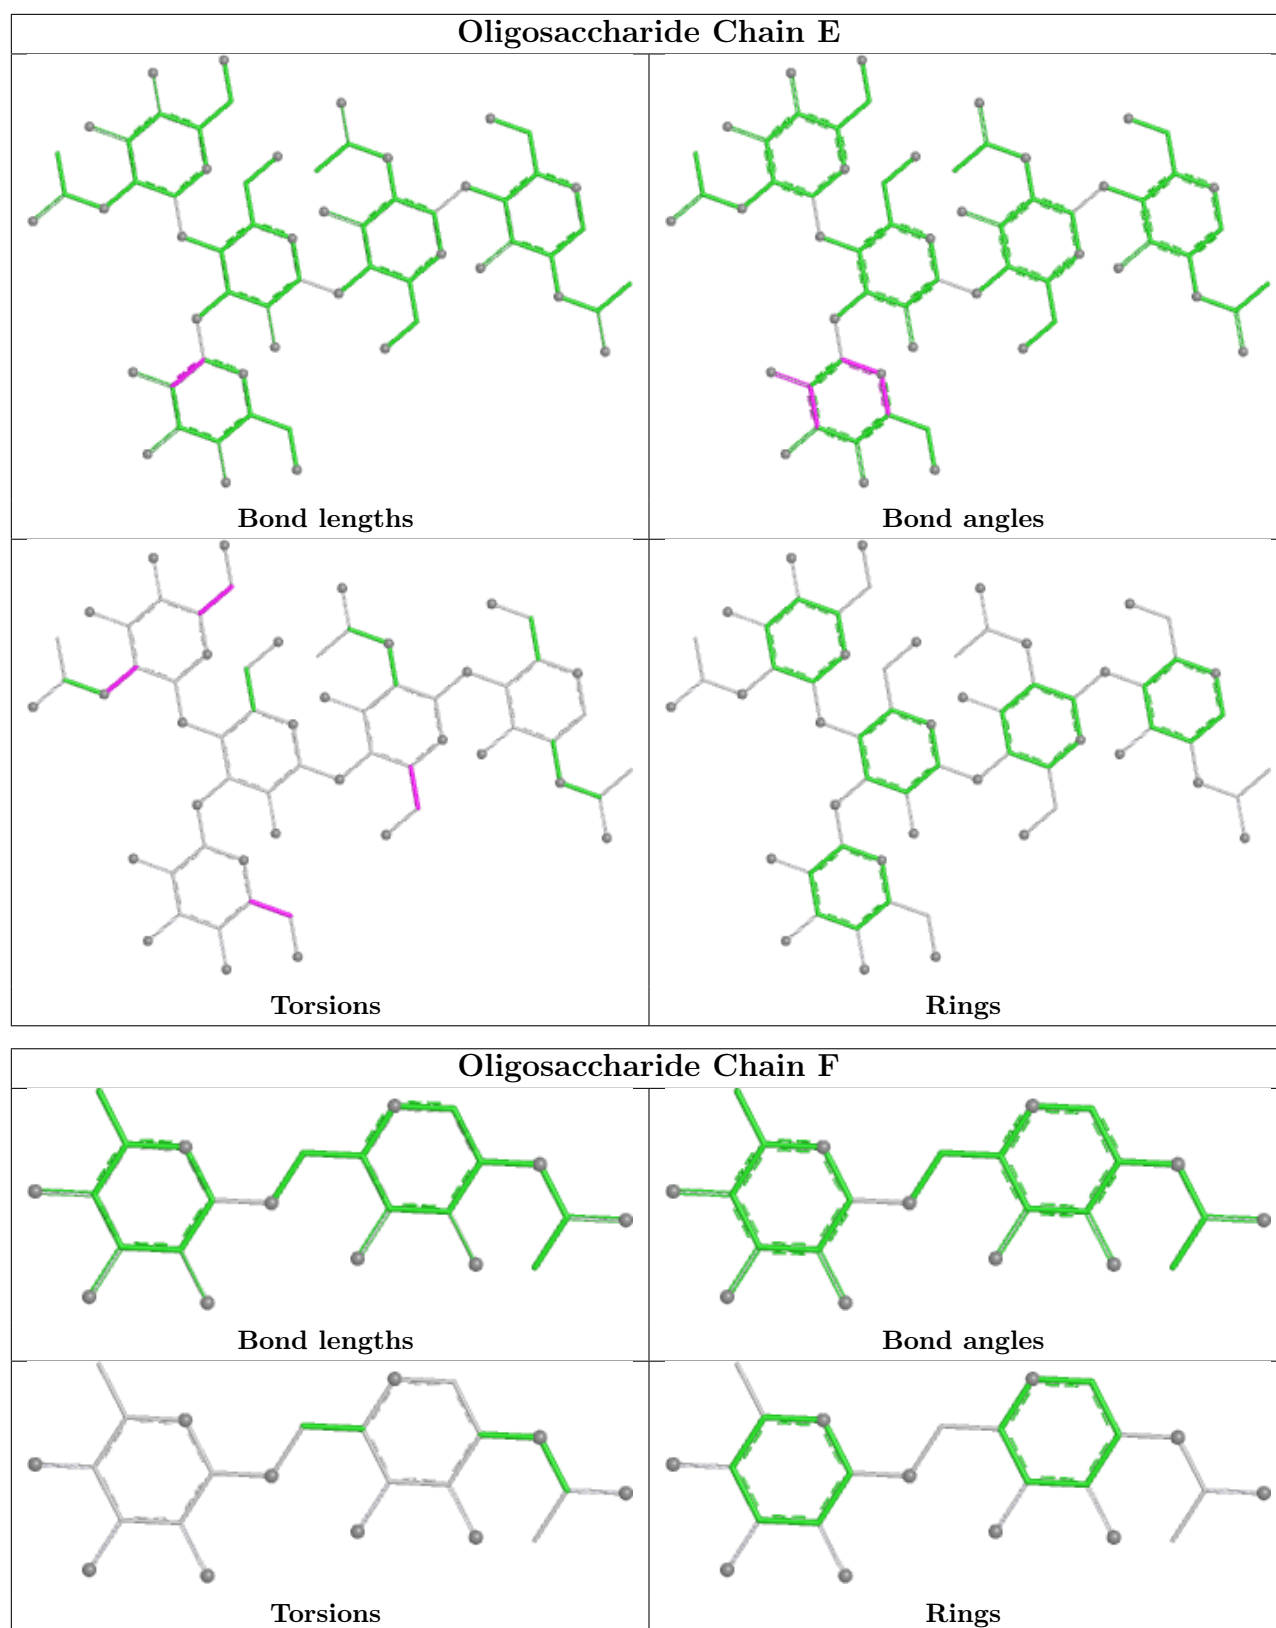 Oligosaccharide Chain E
Bond lengths
Bond angles
Torsions
Rings
Oligosaccharide Chain F
Bond lengths
Bond angles
Torsions
Rings